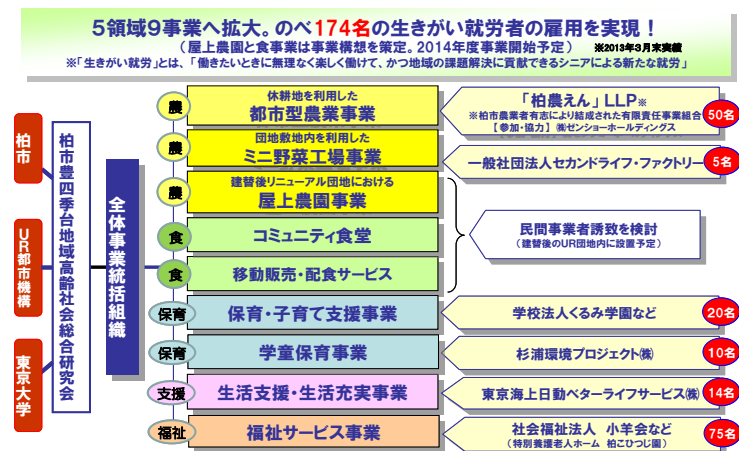 5領域9事業へ拡大。のべ174名の生きがい就労者の雇用を実現！
（屋上農園と食事業は事業構想を策定。2014年度事業開始予定） ※2013年3月末実績
※「生きがい就労」とは、「働きたいときに無理なく楽しく働けて、かつ地域の課題解決に貢献できるシニアによる新たな就労」
柏市
UR都市機構
東京大学
柏市豊四季台地域高齢社会総合研究会
全体事業統括組織
農
休耕地を利用した
都市型農業事業
「柏農えん」LLP※
※柏市農業者有志により結成された有限責任事業組合
【参加・協力】 ㈱ゼンショーホールディングス
50名
農
団地敷地内を利用した
ミニ野菜工場事業
一般社団法人セカンドライフ・ファクトリー
5名
農
建替後リニューアル団地における
屋上農園事業
食
コミュニティ食堂
食
移動販売・配食サービス
民間事業者誘致を検討
（建替後のUR団地内に設置予定）
保育
保育・子育て支援事業
学校法人くるみ学園など
20名
保育
学童保育事業
杉浦環境プロジェクト㈱
10名
支援
生活支援・生活充実事業
東京海上日動ベターライフサービス㈱
14名
福祉
福祉サービス事業
社会福祉法人 小羊会など
（特別養護老人ホーム 柏こひつじ園）
75名